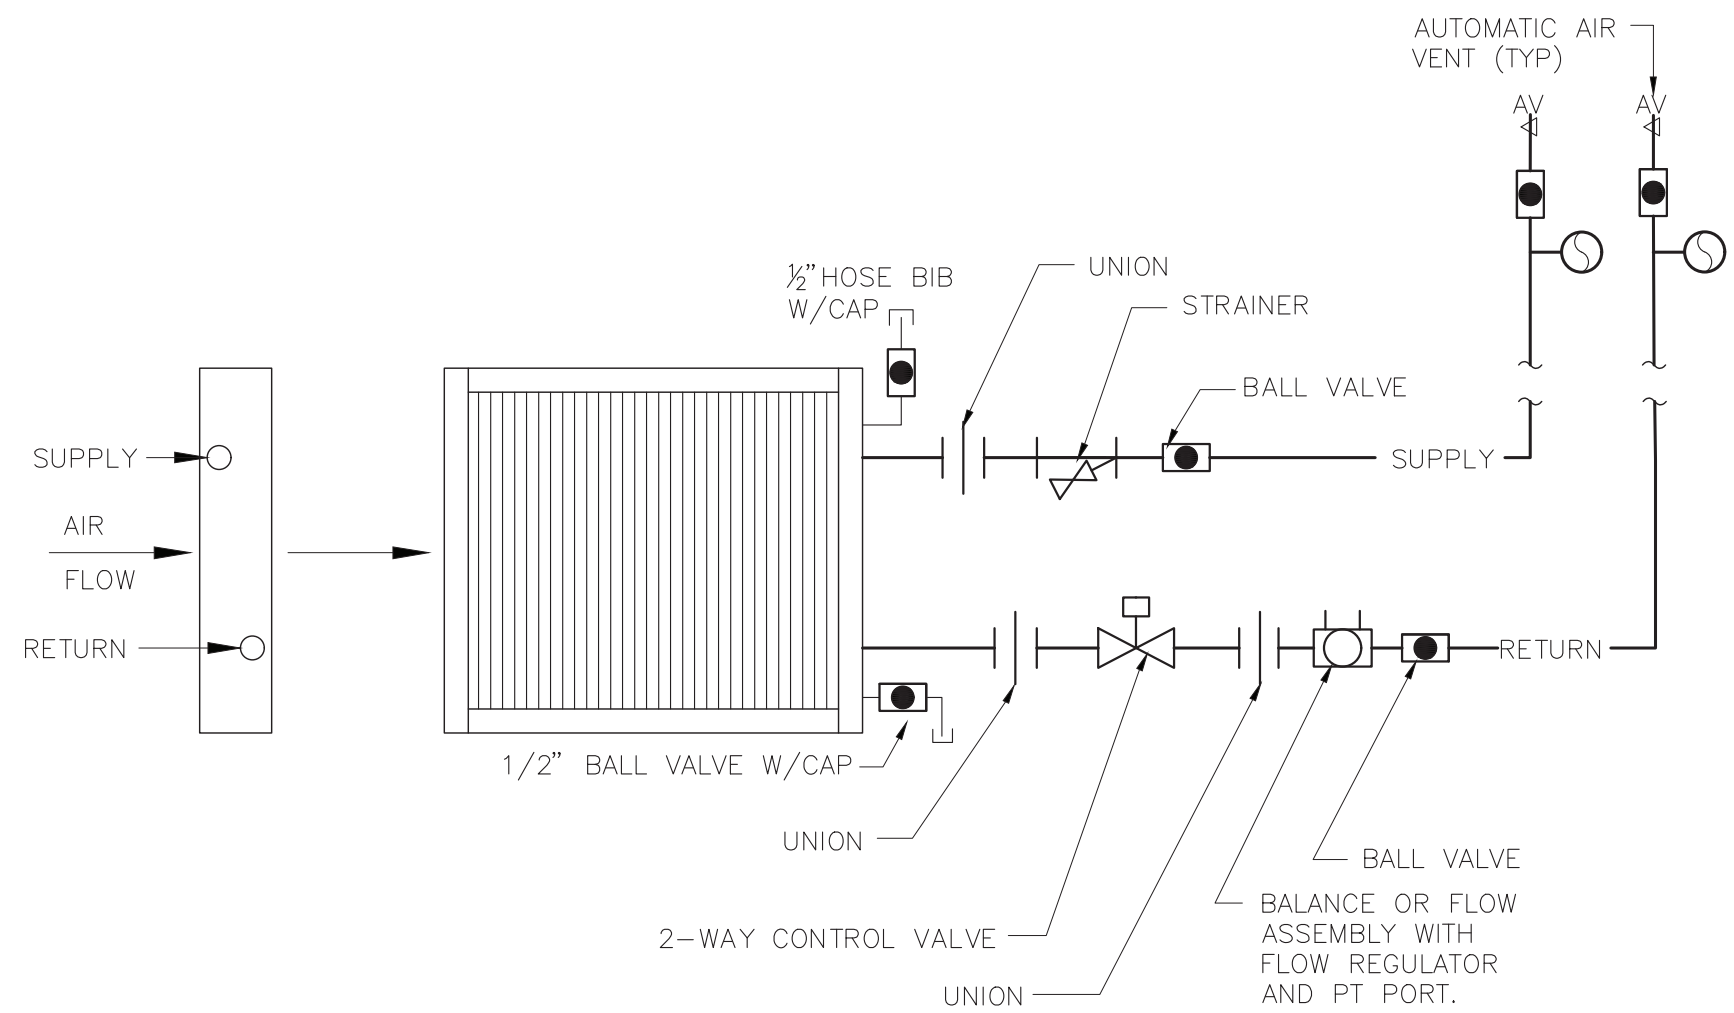 AUTOMATIC AIR
VENT (TYP)
AV
AV
½" HOSE BIB
W/CAP
UNION
STRAINER
BALL VALVE
SUPPLY
SUPPLY
AIR
FLOW
RETURN
RETURN
1/2" BALL VALVE W/CAP
UNION
BALL VALVE
BALANCE OR FLOW
ASSEMBLY WITH
FLOW REGULATOR
AND PT PORT.
2-WAY CONTROL VALVE
UNION